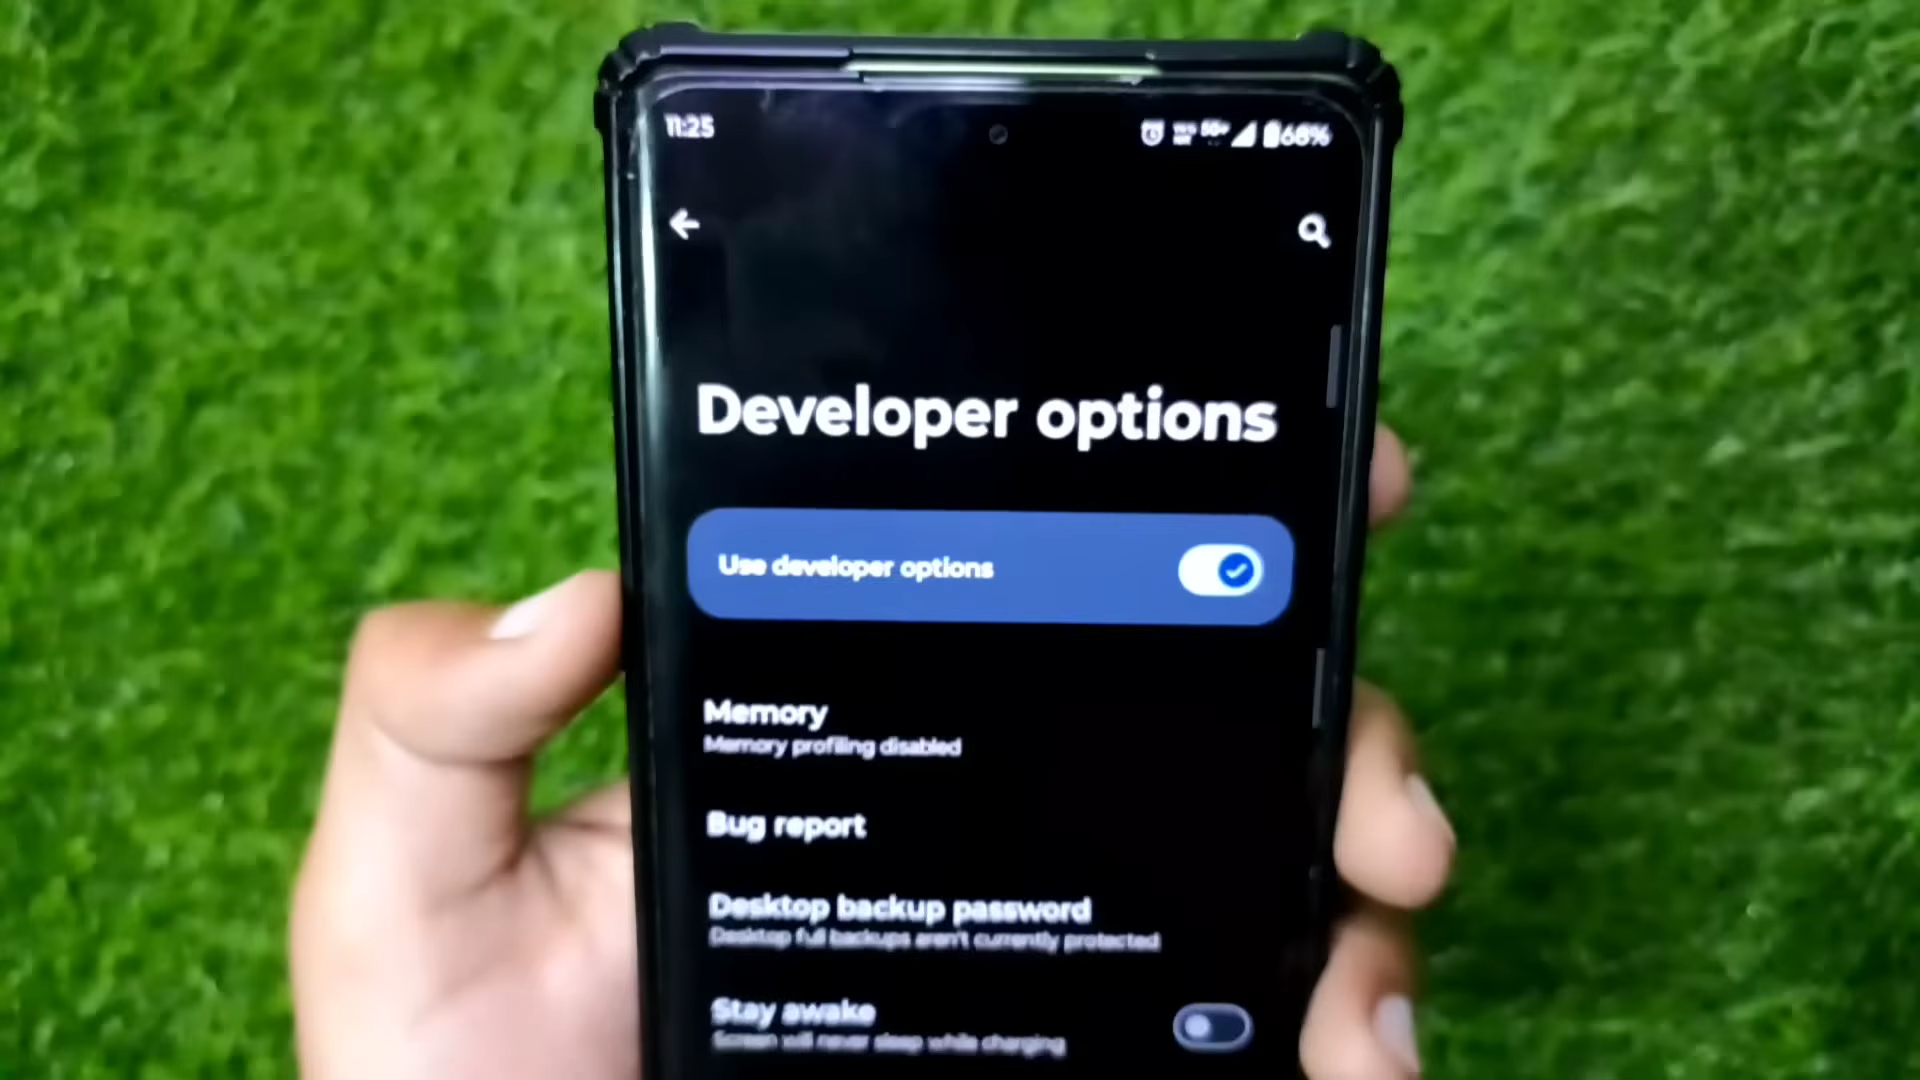 11:25
5G+ 68%
Developer options
Use developer options
Memory
Memory profiling disabled
Bug report
Desktop backup password
Desktop full backups aren't currently protected
Stay awake
Screen will never sleep while charging